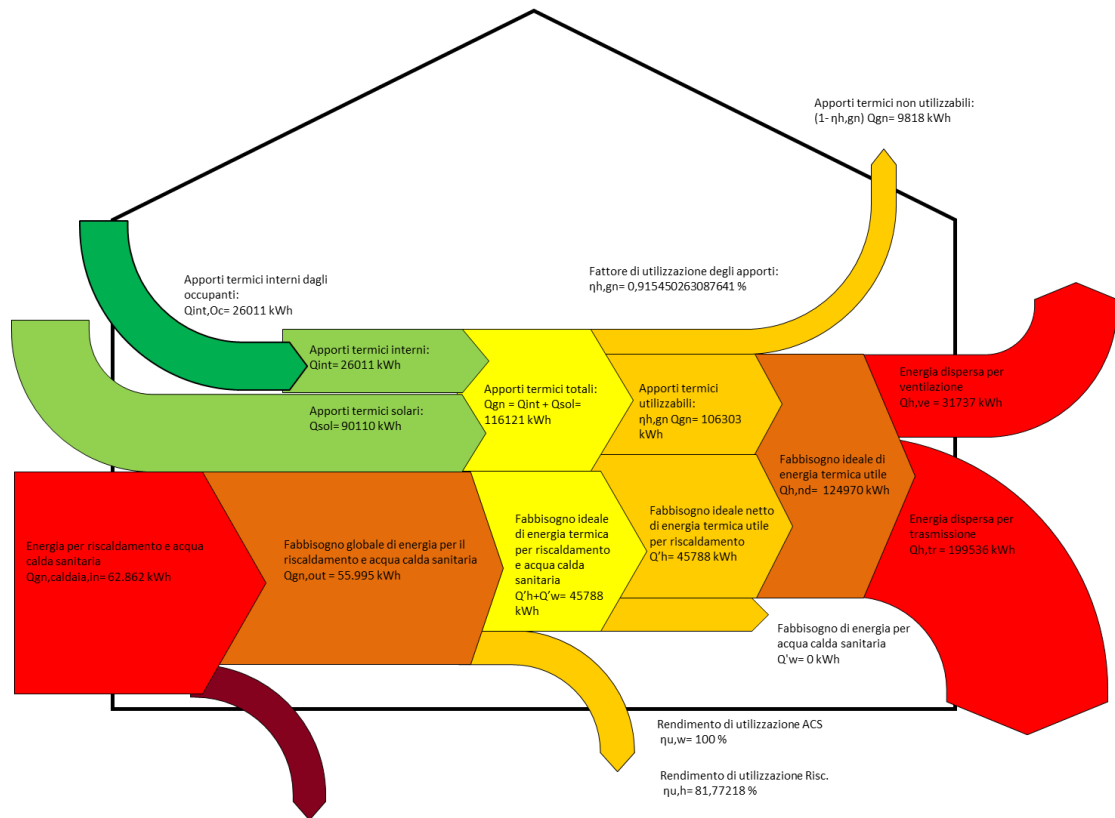 Apporti termici non utilizzabili:
(1- ηh,gn) Qgn= 9818 kWh
Apporti termici interni dagli
occupanti:
Qint,Oc= 26011 kWh
Fattore di utilizzazione degli apporti:
ηh,gn= 0,915450263087641 %
Apporti termici interni:
Qint= 26011 kWh
Apporti termici solari:
Qsol= 90110 kWh
Apporti termici totali:
Qgn = Qint + Qsol=
116121 kWh
Apporti termici
utilizzabili:
ηh,gn Qgn= 106303
kWh
Energia dispersa per
ventilazione
Qh,ve = 31737 kWh
Fabbisogno ideale di
energia termica utile
Qh,nd= 124970 kWh
Energia per riscaldamento e acqua
calda sanitaria
Qgn,caldaia,in= 62.862 kWh
Fabbisogno globale di energia per il
riscaldamento e acqua calda sanitaria
Qgn,out = 55.995 kWh
Fabbisogno ideale
di energia termica
per riscaldamento
e acqua calda
sanitaria
Q'h+Q'w= 45788
kWh
Fabbisogno ideale netto
di energia termica utile
per riscaldamento
Q'h= 45788 kWh
Energia dispersa per
trasmissione
Qh,tr = 199536 kWh
Fabbisogno di energia per
acqua calda sanitaria
Q'w= 0 kWh
Rendimento di utilizzazione ACS
ηu,w= 100 %
Rendimento di utilizzazione Risc.
ηu,h= 81,77218 %